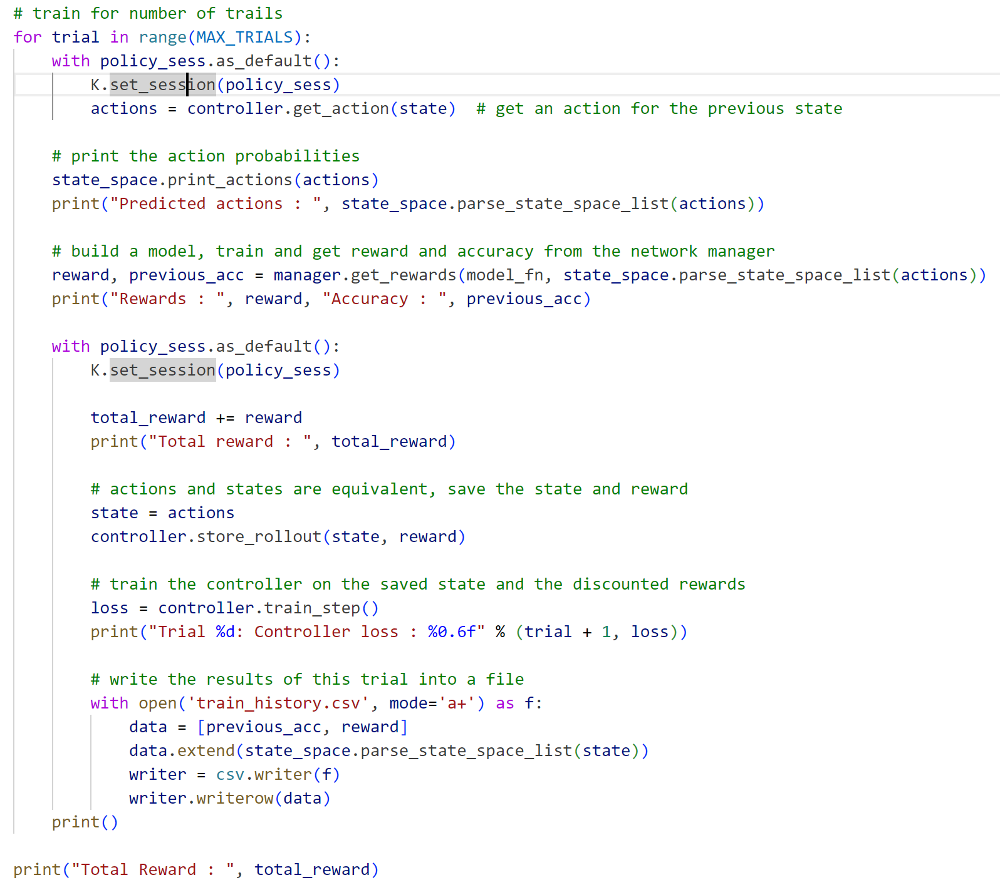 # train for number of trails
for trial in range(MAX_TRIALS):
    with policy_sess.as_default():
        K.set_session(policy_sess)
        actions = controller.get_action(state)  # get an action for the previous state

    # print the action probabilities
    state_space.print_actions(actions)
    print("Predicted actions : ", state_space.parse_state_space_list(actions))

    # build a model, train and get reward and accuracy from the network manager
    reward, previous_acc = manager.get_rewards(model_fn, state_space.parse_state_space_list(actions))
    print("Rewards : ", reward, "Accuracy : ", previous_acc)

    with policy_sess.as_default():
        K.set_session(policy_sess)

        total_reward += reward
        print("Total reward : ", total_reward)

        # actions and states are equivalent, save the state and reward
        state = actions
        controller.store_rollout(state, reward)

        # train the controller on the saved state and the discounted rewards
        loss = controller.train_step()
        print("Trial %d: Controller loss : %0.6f" % (trial + 1, loss))

        # write the results of this trial into a file
        with open('train_history.csv', mode='a+') as f:
            data = [previous_acc, reward]
            data.extend(state_space.parse_state_space_list(state))
            writer = csv.writer(f)
            writer.writerow(data)
    print()

print("Total Reward : ", total_reward)